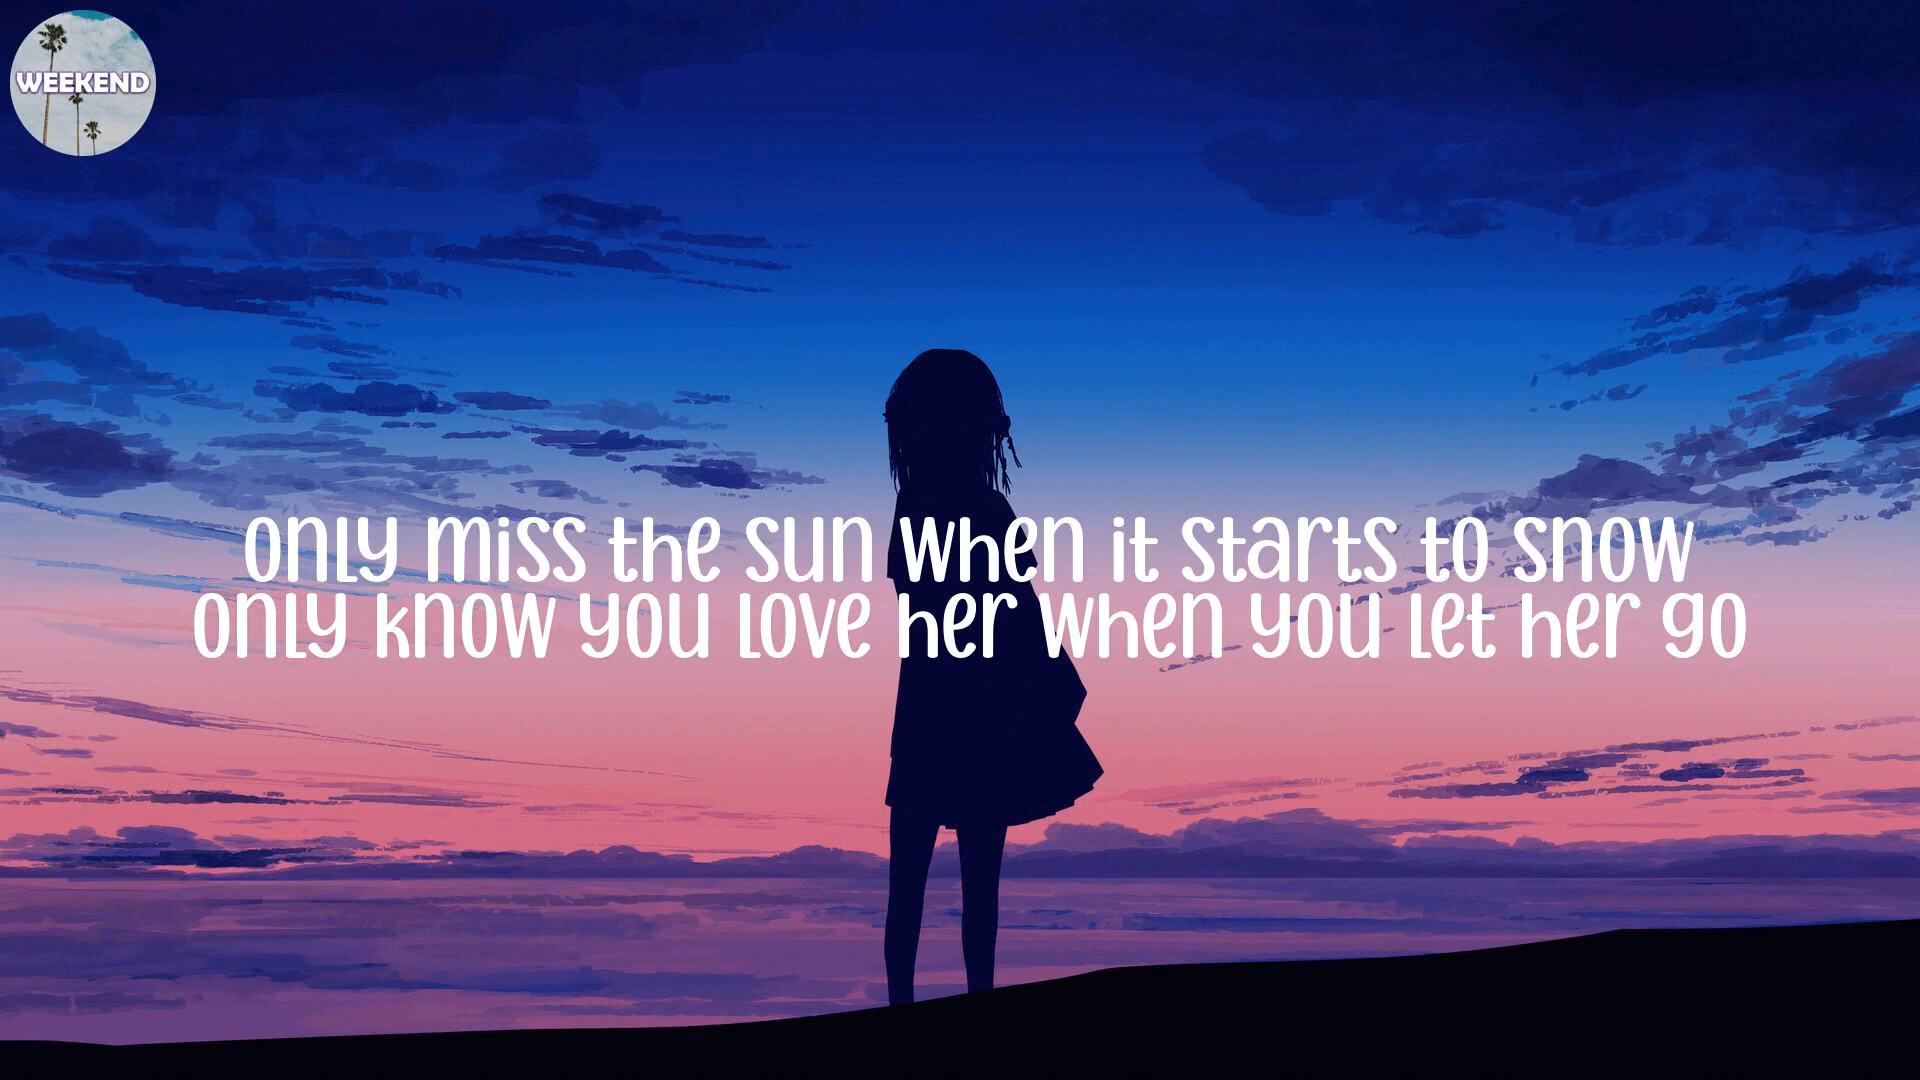 WEEKEND
Only miss the sun when it starts to snow
Only know you love her when you let her go